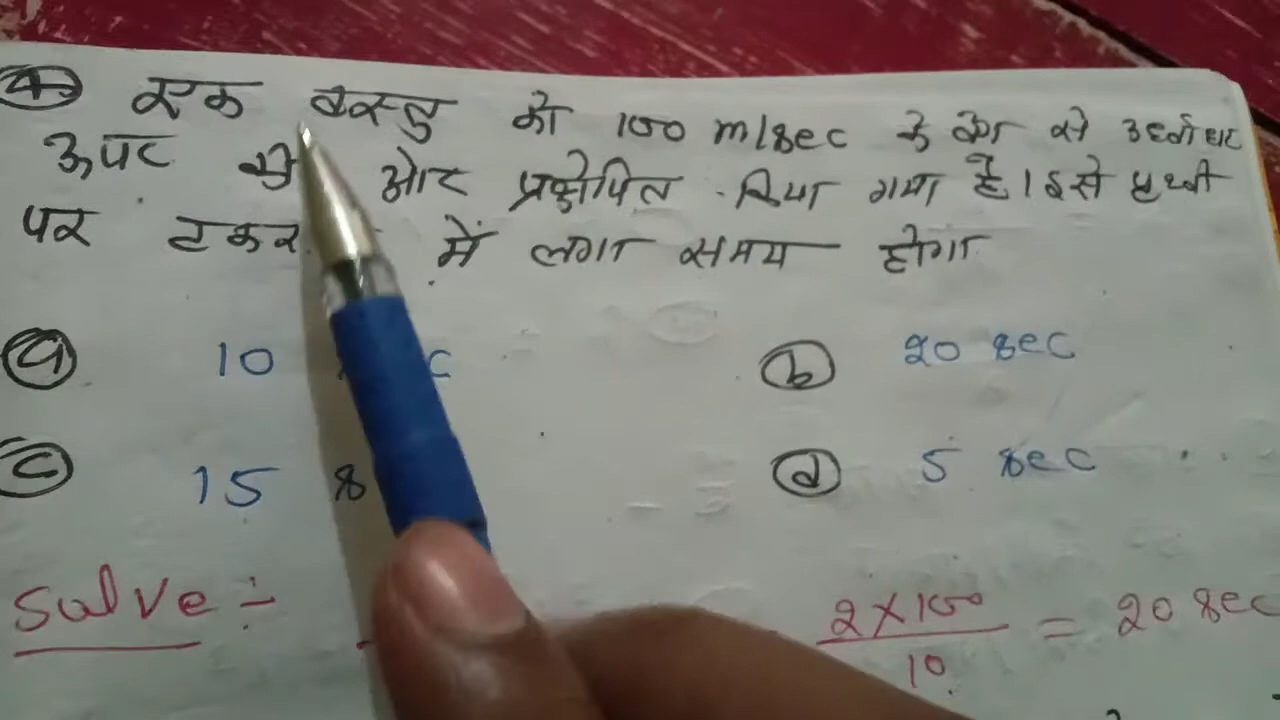 ④ एक वस्तु को 100 m/sec के वेग से उर्ध्वाधर
ऊपर की ओर प्रक्षेपित किया गया है। इसे पृथ्वी
पर टकरा में लगा समय होगा
ⓐ 10 c ⓑ 20 sec
ⓒ 15 s ⓓ 5 sec
Solve :-
2×100
/10 = 20 sec